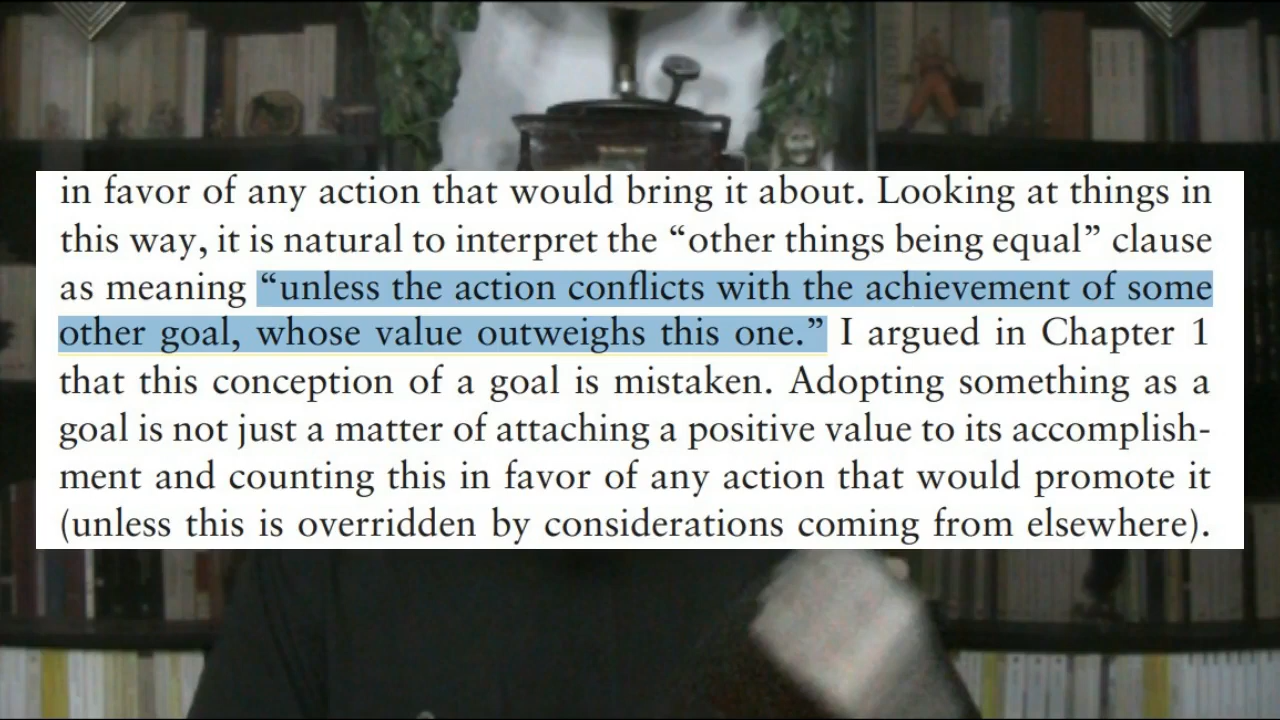 in favor of any action that would bring it about. Looking at things in
this way, it is natural to interpret the “other things being equal” clause
as meaning “unless the action conflicts with the achievement of some
other goal, whose value outweighs this one.” I argued in Chapter 1
that this conception of a goal is mistaken. Adopting something as a
goal is not just a matter of attaching a positive value to its accomplish-
ment and counting this in favor of any action that would promote it
(unless this is overridden by considerations coming from elsewhere).